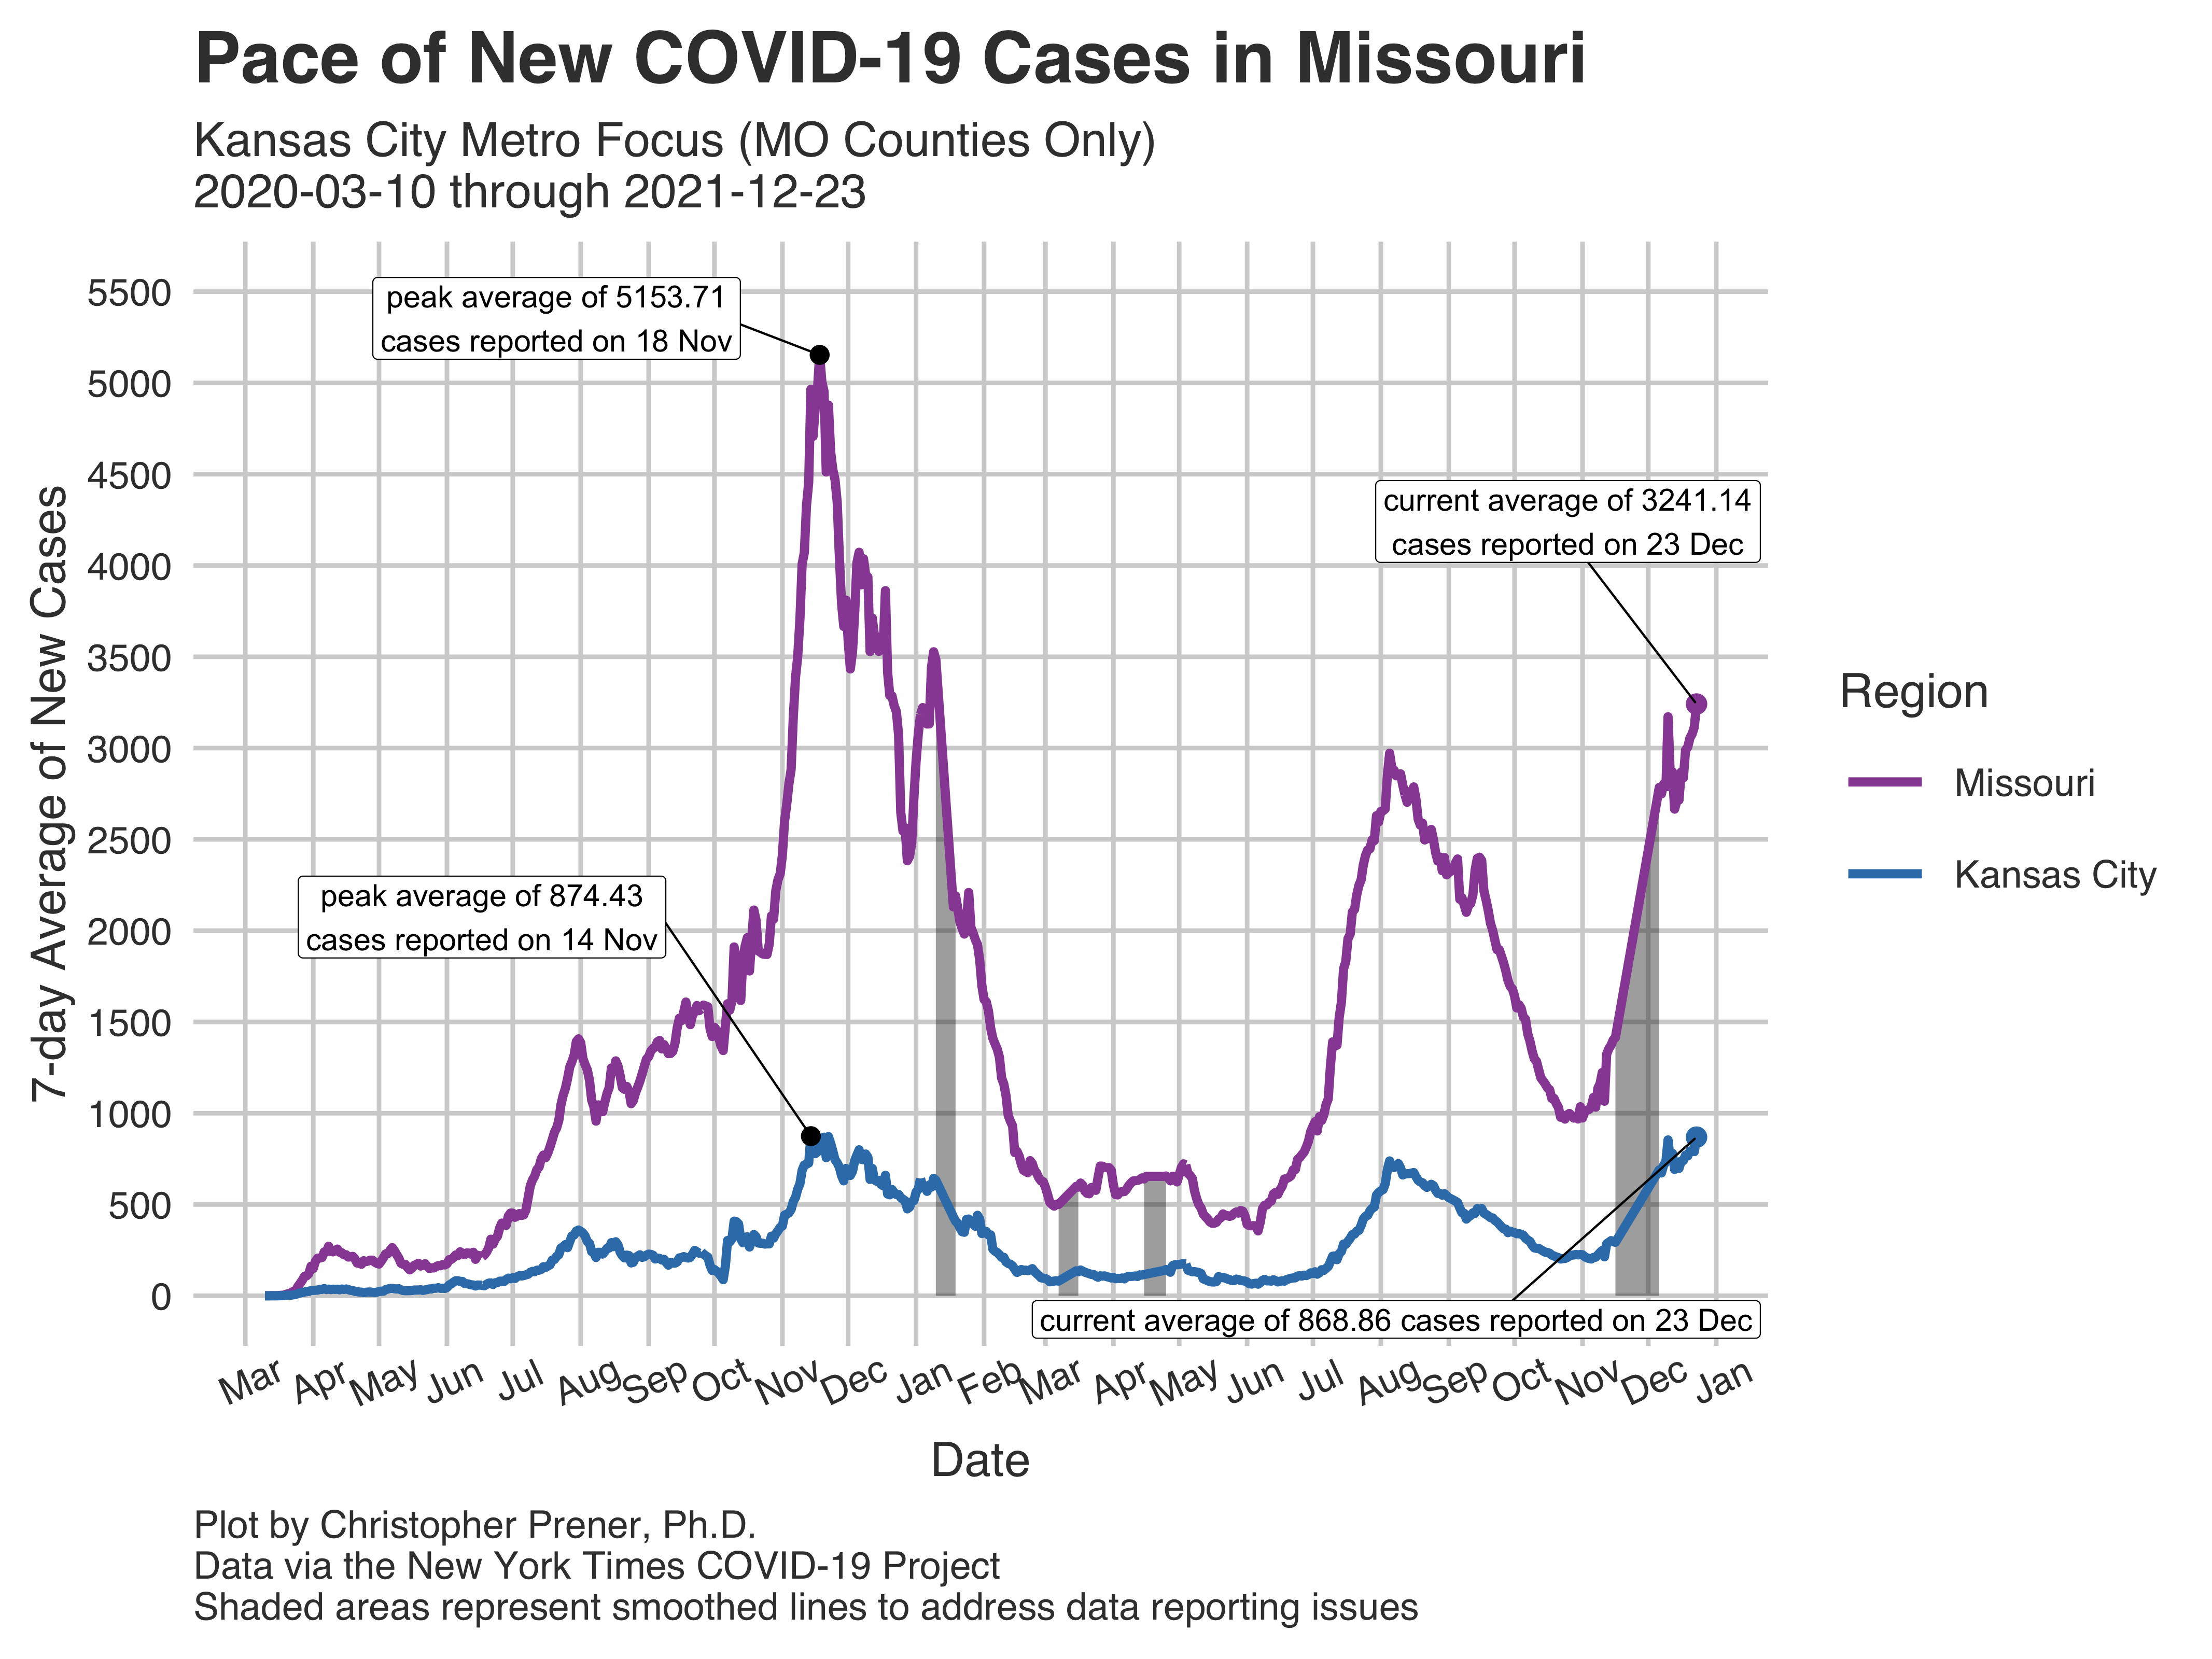 Pace of New COVID-19 Cases in Missouri
Kansas City Metro Focus (MO Counties Only)
2020-03-10 through 2021-12-23
7-day Average of New Cases
5500
5000
4500
4000
3500
3000
2500
2000
1500
1000
500
0
peak average of 5153.71
cases reported on 18 Nov
current average of 3241.14
cases reported on 23 Dec
peak average of 874.43
cases reported on 14 Nov
current average of 868.86 cases reported on 23 Dec
Mar Apr May Jun Jul Aug Sep Oct Nov Dec Jan Feb Mar Apr May Jun Jul Aug Sep Oct Nov Dec Jan
Date
Region
Missouri
Kansas City
Plot by Christopher Prener, Ph.D.
Data via the New York Times COVID-19 Project
Shaded areas represent smoothed lines to address data reporting issues